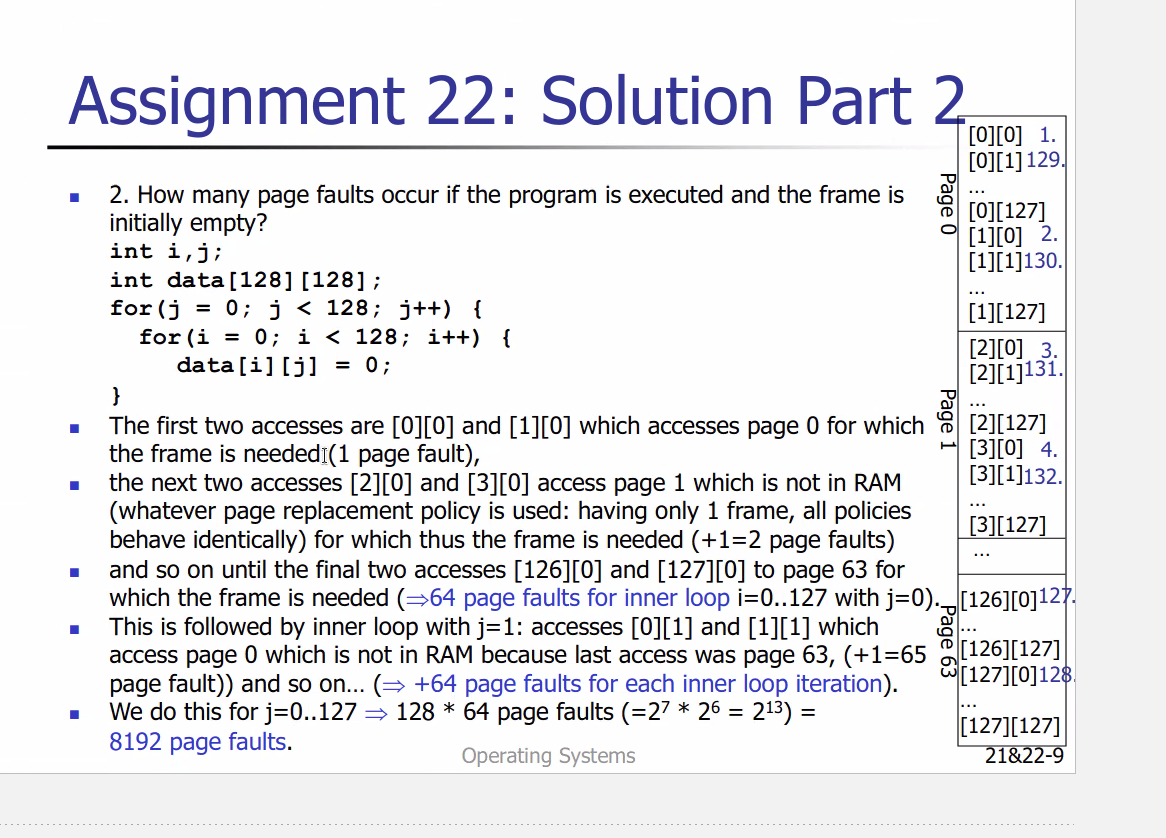 Assignment 22: Solution Part 2
2. How many page faults occur if the program is executed and the frame is
initially empty?
int i,j;
int data[128][128];
for(j = 0; j < 128; j++) {
for(i = 0; i < 128; i++) {
data[i][j] = 0;
}
The first two accesses are [0][0] and [1][0] which accesses page 0 for which
the frame is needed (1 page fault),
the next two accesses [2][0] and [3][0] access page 1 which is not in RAM
(whatever page replacement policy is used: having only 1 frame, all policies
behave identically) for which thus the frame is needed (+1=2 page faults)
and so on until the final two accesses [126][0] and [127][0] to page 63 for
which the frame is needed (⇒64 page faults for inner loop i=0..127 with j=0).
This is followed by inner loop with j=1: accesses [0][1] and [1][1] which
access page 0 which is not in RAM because last access was page 63, (+1=65
page fault)) and so on… (⇒ +64 page faults for each inner loop iteration).
We do this for j=0..127 ⇒ 128 * 64 page faults (=2⁷ * 2⁶ = 2¹³) =
8192 page faults.
Page 0
[0][0] 1.
[0][1] 129.
…
[0][127]
[1][0] 2.
[1][1] 130.
…
[1][127]
Page 1
[2][0] 3.
[2][1] 131.
…
[2][127]
[3][0] 4.
[3][1] 132.
…
[3][127]
…
Page 63
[126][0] 127.
…
[126][127]
[127][0] 128.
…
[127][127]
Operating Systems
21&22-9